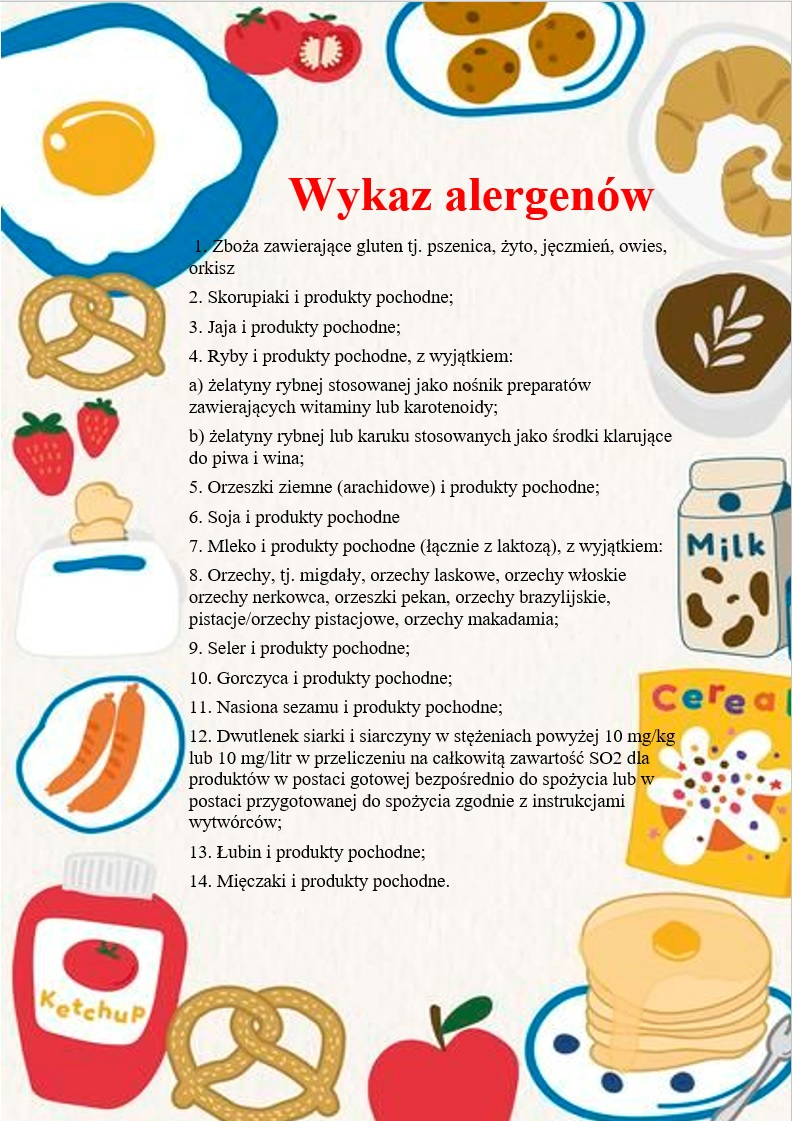 Wykaz alergenów
1. Zboża zawierające gluten tj. pszenica, żyto, jęczmień, owies,
orkisz
2. Skorupiaki i produkty pochodne;
3. Jaja i produkty pochodne;
4. Ryby i produkty pochodne, z wyjątkiem:
a) żelatyny rybnej stosowanej jako nośnik preparatów
zawierających witaminy lub karotenoidy;
b) żelatyny rybnej lub karuku stosowanych jako środki klarujące
do piwa i wina;
5. Orzeszki ziemne (arachidowe) i produkty pochodne;
6. Soja i produkty pochodne
7. Mleko i produkty pochodne (łącznie z laktozą), z wyjątkiem:
Milk
8. Orzechy, tj. migdały, orzechy laskowe, orzechy włoskie
orzechy nerkowca, orzeszki pekan, orzechy brazylijskie,
pistacje/orzechy pistacjowe, orzechy makadamia;
9. Seler i produkty pochodne;
10. Gorczyca i produkty pochodne;
11. Nasiona sezamu i produkty pochodne;
Cereal
12. Dwutlenek siarki i siarczyny w stężeniach powyżej 10 mg/kg
lub 10 mg/litr w przeliczeniu na całkowitą zawartość SO2 dla
produktów w postaci gotowej bezpośrednio do spożycia lub w
postaci przygotowanej do spożycia zgodnie z instrukcjami
wytwórców;
13. Łubin i produkty pochodne;
14. Mięczaki i produkty pochodne.
Ketchup